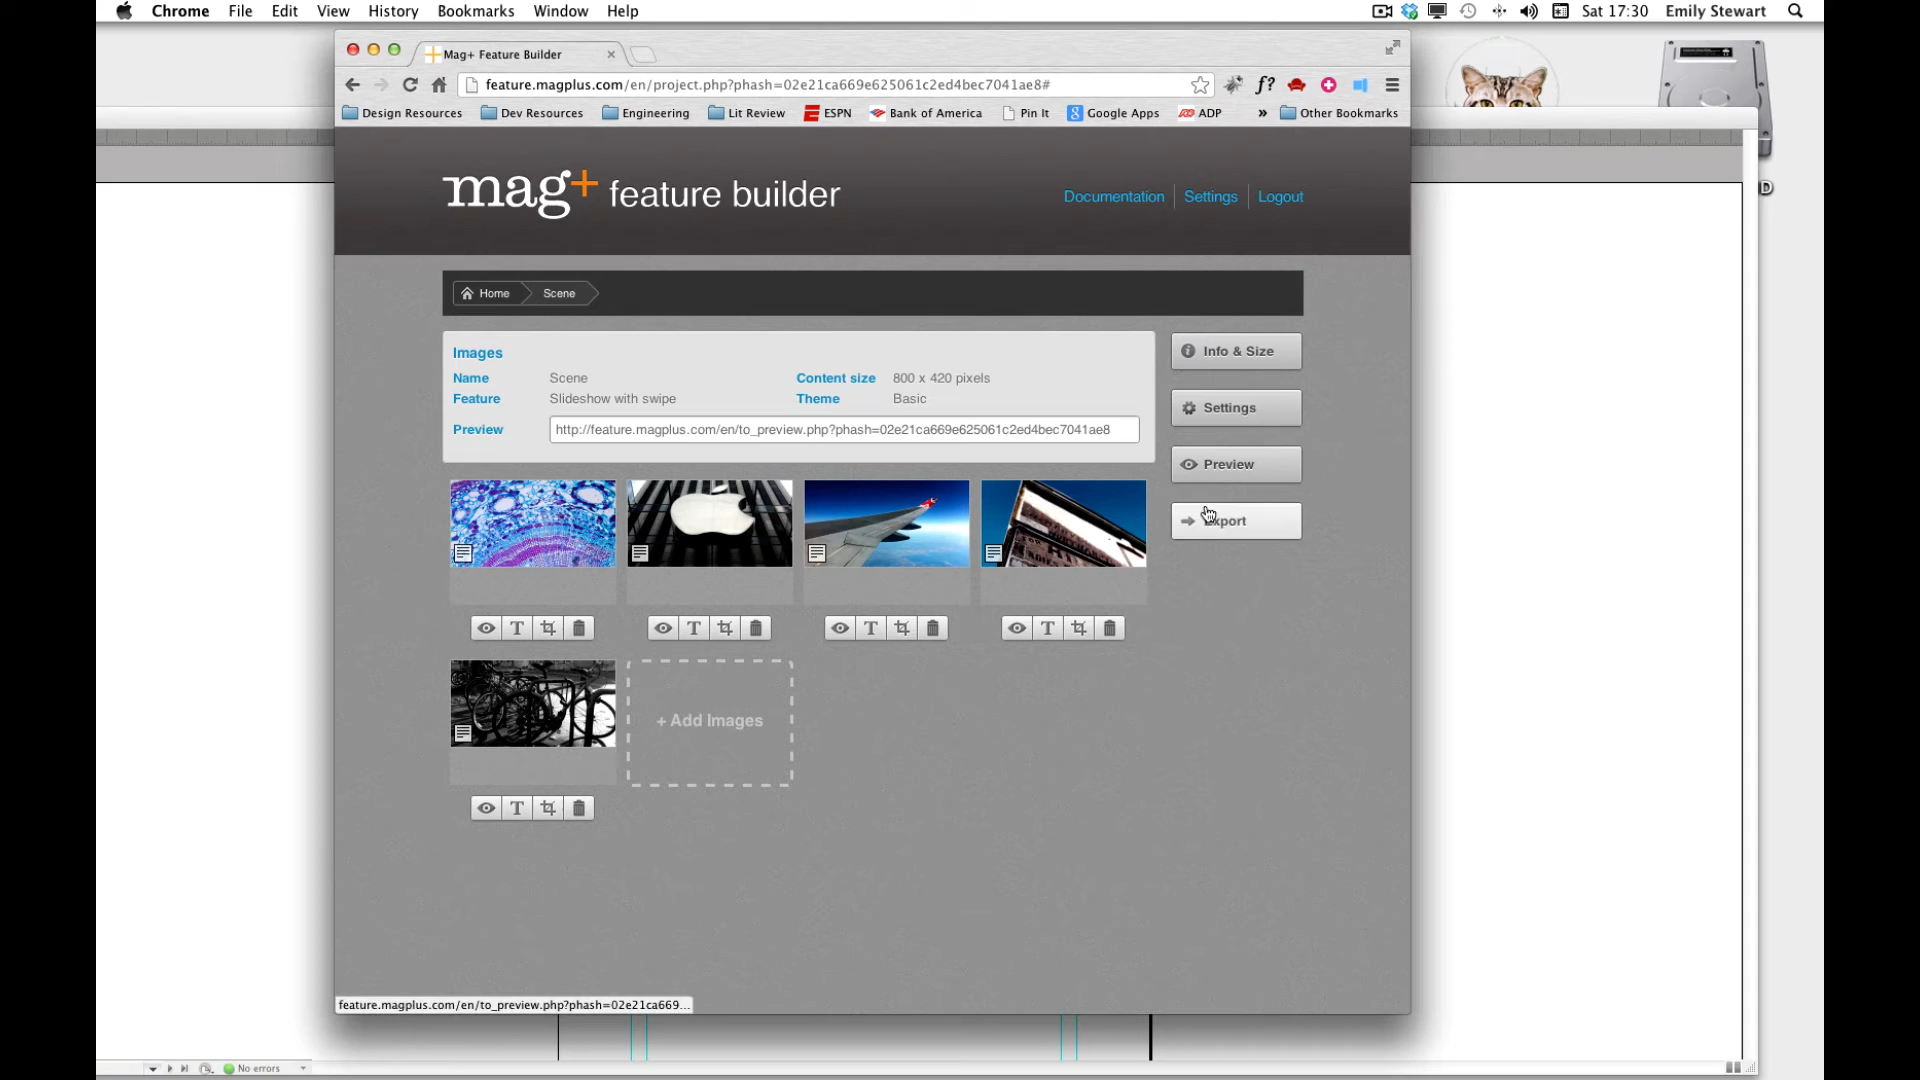 Chrome File Edit View History Bookmarks Window Help Sat 17:30 Emily Stewart
Mag+ Feature Builder
feature.magplus.com/en/project.php?phash=02e21ca669e625061c2ed4bec7041ae8#
Design Resources Dev Resources Engineering Lit Review ESPN Bank of America Pin It Google Apps ADP » Other Bookmarks
mag+ feature builder
Documentation Settings Logout
Home Scene
Images
Name Scene Content size 800 x 420 pixels
Feature Slideshow with swipe Theme Basic
Preview http://feature.magplus.com/en/to_preview.php?phash=02e21ca669e625061c2ed4bec7041ae8
Info & Size
Settings
Preview
Export
+ Add Images
feature.magplus.com/en/to_preview.php?phash=02e21ca669...
No errors